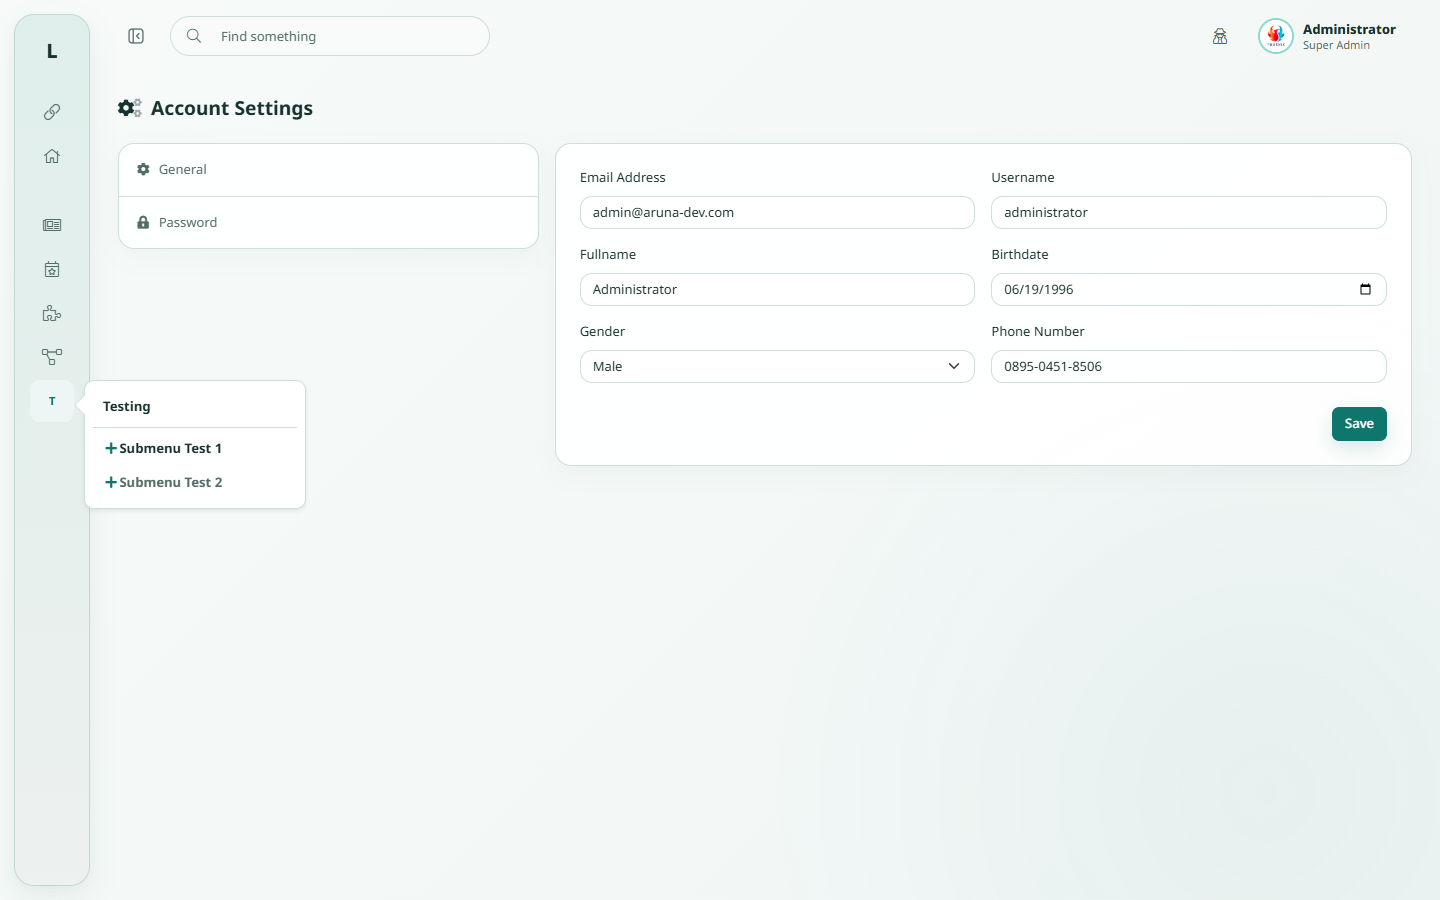 L
Find something
Administrator
Super Admin
Account Settings
General
Password
Email Address
admin@aruna-dev.com
Username
administrator
Fullname
Administrator
Birthdate
06/19/1996
Gender
Male
Phone Number
0895-0451-8506
Save
T
Testing
Submenu Test 1
Submenu Test 2